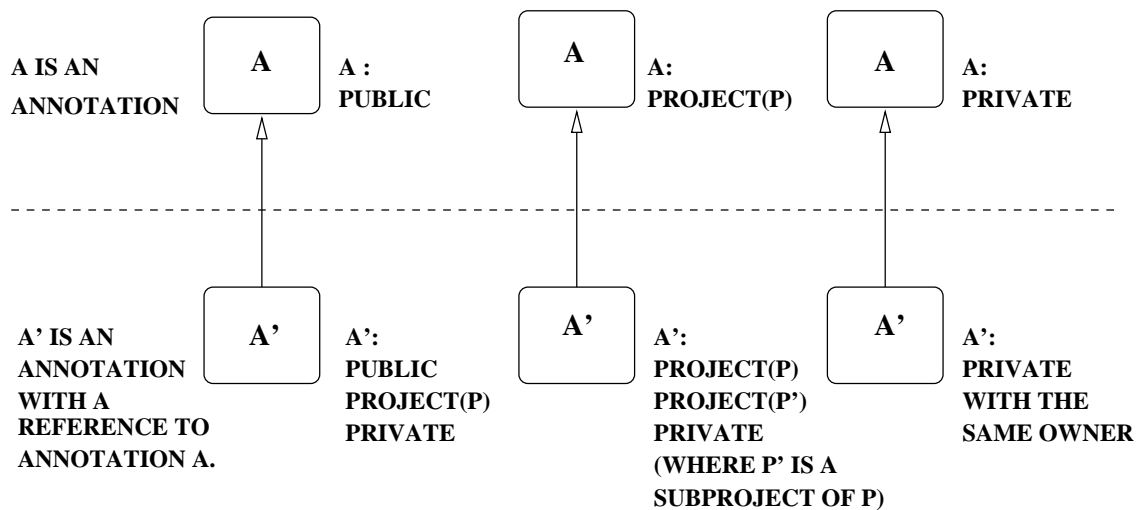 A IS AN
ANNOTATION
A
A :
PUBLIC
A
A:
PROJECT(P)
A
A:
PRIVATE
A’ IS AN
ANNOTATION
WITH A
REFERENCE TO
ANNOTATION A.
A’
A’:
PUBLIC
PROJECT(P)
PRIVATE
A’
A’:
PROJECT(P)
PROJECT(P’)
PRIVATE
(WHERE P’ IS A
SUBPROJECT OF P)
A’
A’:
PRIVATE
WITH THE
SAME OWNER